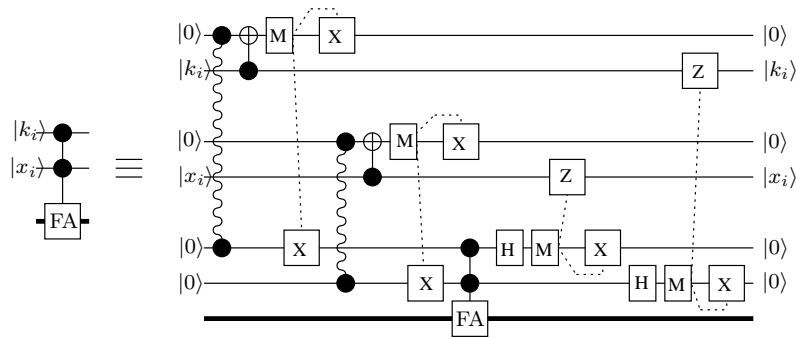 |0⟩ M X |0⟩
|k_i⟩ Z |k_i⟩
|k_i⟩
|0⟩ M X |0⟩
|x_i⟩ ≡ |x_i⟩ Z |x_i⟩
FA
|0⟩ X H M X |0⟩
|0⟩ X H M X |0⟩
FA